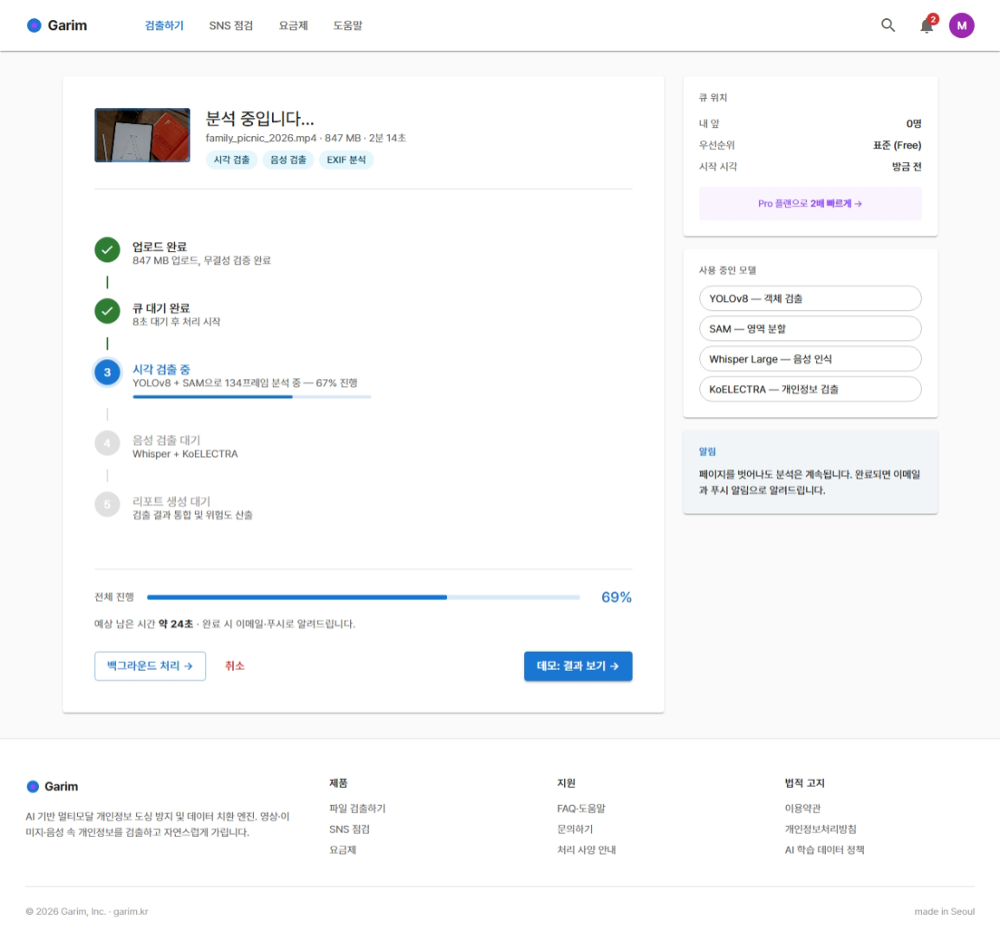 Garim
검출하기
SNS 점검
요금제
도움말
2
M
분석 중입니다...
family_picnic_2026.mp4 · 847 MB · 2분 14초
시각 검출
음성 검출
EXIF 분석
업로드 완료
847 MB 업로드, 무결성 검증 완료
큐 대기 완료
8초 대기 후 처리 시작
3
시각 검출 중
YOLOv8 + SAM으로 134프레임 분석 중 — 67% 진행
4
음성 검출 대기
Whisper + KoELECTRA
5
리포트 생성 대기
검출 결과 통합 및 위험도 산출
전체 진행
69%
예상 남은 시간 약 24초 · 완료 시 이메일·푸시로 알려드립니다.
백그라운드 처리 →
취소
데모: 결과 보기 →
큐 위치
내 앞
0명
우선순위
표준 (Free)
시작 시각
방금 전
Pro 플랜으로 2배 빠르게 →
사용 중인 모델
YOLOv8 — 객체 검출
SAM — 영역 분할
Whisper Large — 음성 인식
KoELECTRA — 개인정보 검출
알림
페이지를 벗어나도 분석은 계속됩니다. 완료되면 이메일
과 푸시 알림으로 알려드립니다.
Garim
AI 기반 멀티모달 개인정보 도싱 방지 및 데이터 치환 엔진. 영상·이
미지·음성 속 개인정보를 검출하고 자연스럽게 가립니다.
제품
파일 검출하기
SNS 점검
요금제
지원
FAQ·도움말
문의하기
처리 사양 안내
법적 고지
이용약관
개인정보처리방침
AI 학습 데이터 정책
© 2026 Garim, Inc. · garim.kr
made in Seoul